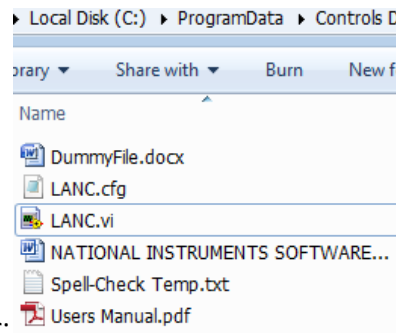 Local Disk (C:) ▸ ProgramData ▸ Controls D
orary Share with Burn New f
Name
DummyFile.docx
LANC.cfg
LANC.vi
NATIONAL INSTRUMENTS SOFTWARE...
Spell-Check Temp.txt
Users Manual.pdf